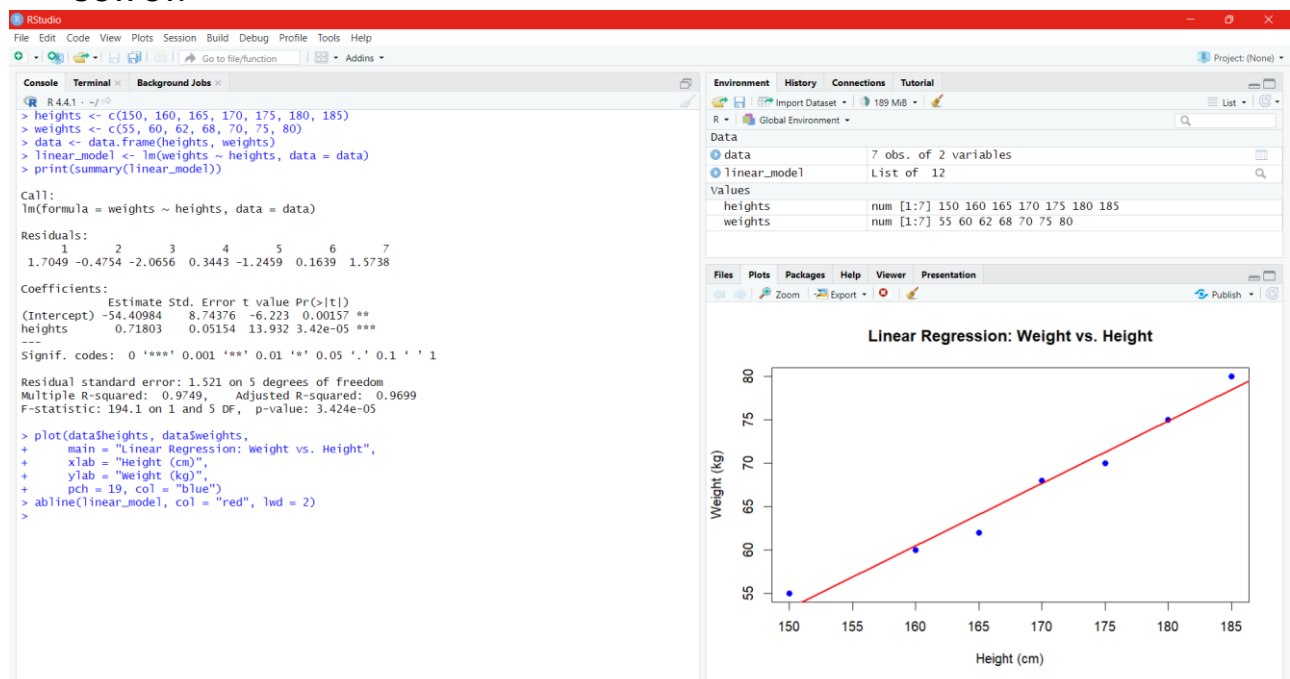 RStudio
File Edit Code View Plots Session Build Debug Profile Tools Help
Go to file/function Addins Project: (None)
Console Terminal Background Jobs
R 4.4.1 · ~/
> heights <- c(150, 160, 165, 170, 175, 180, 185)
> weights <- c(55, 60, 62, 68, 70, 75, 80)
> data <- data.frame(heights, weights)
> linear_model <- lm(weights ~ heights, data = data)
> print(summary(linear_model))
Call:
lm(formula = weights ~ heights, data = data)
Residuals:
1 2 3 4 5 6 7
1.7049 -0.4754 -2.0656 0.3443 -1.2459 0.1639 1.5738
Coefficients:
Estimate Std. Error t value Pr(>|t|)
(Intercept) -54.40984 8.74376 -6.223 0.00157 **
heights 0.71803 0.05154 13.932 3.42e-05 ***
---
Signif. codes: 0 ‘***’ 0.001 ‘**’ 0.01 ‘*’ 0.05 ‘.’ 0.1 ‘ ’ 1
Residual standard error: 1.521 on 5 degrees of freedom
Multiple R-squared: 0.9749, Adjusted R-squared: 0.9699
F-statistic: 194.1 on 1 and 5 DF, p-value: 3.424e-05
> plot(data$heights, data$weights,
+ main = "Linear Regression: Weight vs. Height",
+ xlab = "Height (cm)",
+ ylab = "Weight (kg)",
+ pch = 19, col = "blue")
> abline(linear_model, col = "red", lwd = 2)
>
Environment History Connections Tutorial
Import Dataset 189 MiB List
R Global Environment
Data
data 7 obs. of 2 variables
linear_model List of 12
Values
heights num [1:7] 150 160 165 170 175 180 185
weights num [1:7] 55 60 62 68 70 75 80
Files Plots Packages Help Viewer Presentation
Zoom Export Publish
Linear Regression: Weight vs. Height
80
75
70
65
60
55
Weight (kg)
150 155 160 165 170 175 180 185
Height (cm)